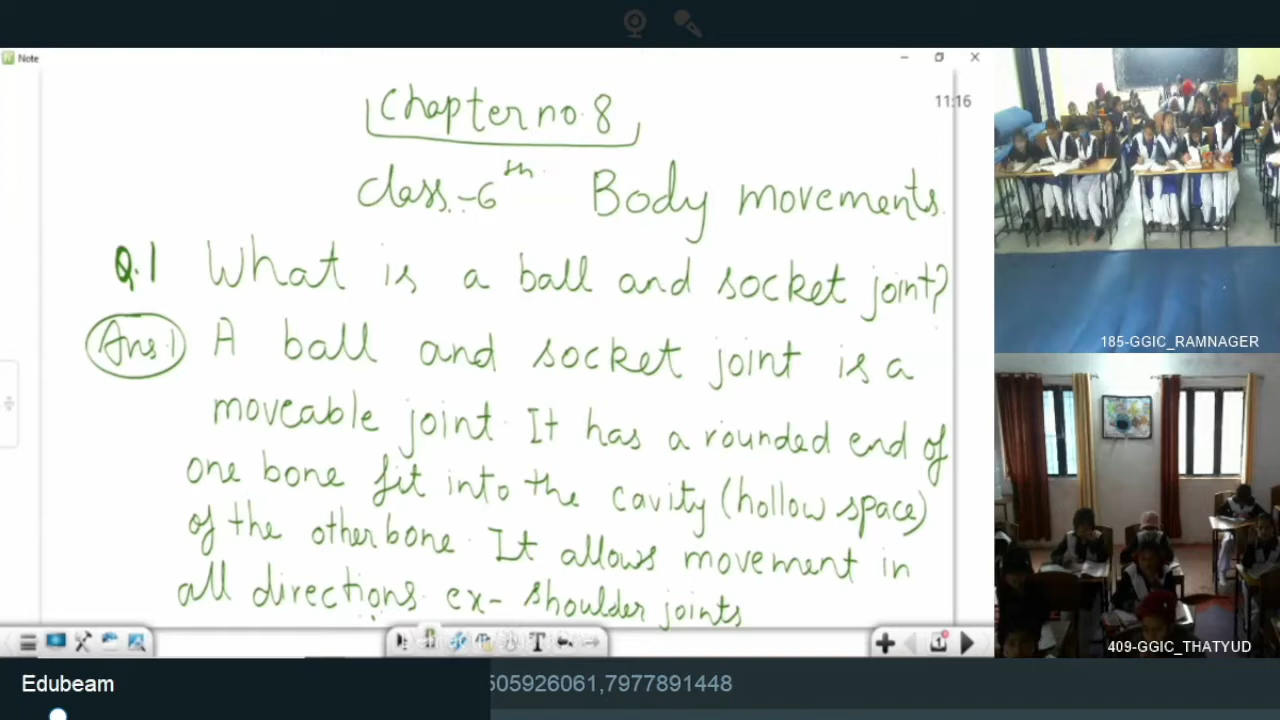 Note
11:16
Chapter no. 8
class-6th Body movements.
Q.1 What is a ball and socket joint?
Ans.1 A ball and socket joint is a
moveable joint. It has a rounded end of
one bone fit into the cavity (hollow space)
of the other bone. It allows movement in
all directions. ex- shoulder joints
185-GGIC_RAMNAGER
409-GGIC_THATYUD
Edubeam
505926061,7977891448